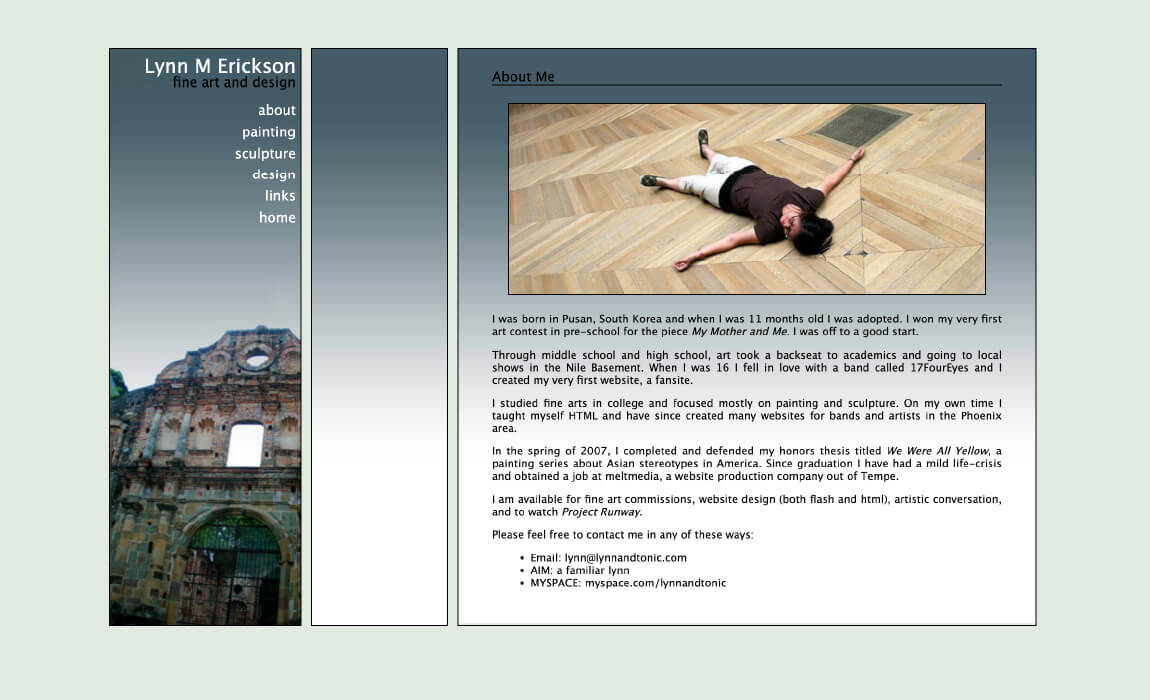 Lynn M Erickson
fine art and design
about
painting
sculpture
design
links
home
About Me
I was born in Pusan, South Korea and when I was 11 months old I was adopted. I won my very first
art contest in pre-school for the piece My Mother and Me. I was off to a good start.
Through middle school and high school, art took a backseat to academics and going to local
shows in the Nile Basement. When I was 16 I fell in love with a band called 17FourEyes and I
created my very first website, a fansite.
I studied fine arts in college and focused mostly on painting and sculpture. On my own time I
taught myself HTML and have since created many websites for bands and artists in the Phoenix
area.
In the spring of 2007, I completed and defended my honors thesis titled We Were All Yellow, a
painting series about Asian stereotypes in America. Since graduation I have had a mild life-crisis
and obtained a job at meltmedia, a website production company out of Tempe.
I am available for fine art commissions, website design (both flash and html), artistic conversation,
and to watch Project Runway.
Please feel free to contact me in any of these ways:
• Email: lynn@lynnandtonic.com
• AIM: a familiar lynn
• MYSPACE: myspace.com/lynnandtonic